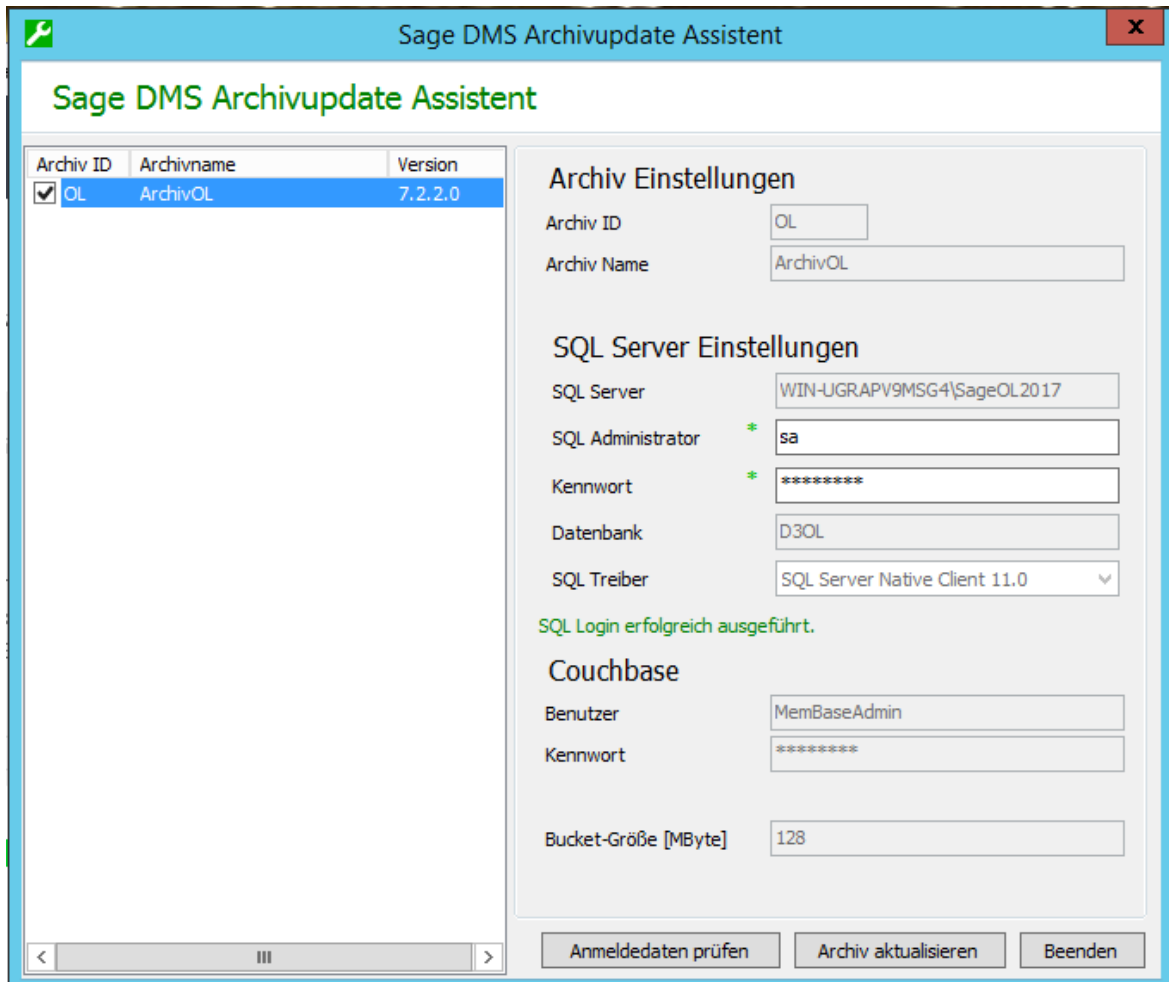 Sage DMS Archivupdate Assistent
x
Sage DMS Archivupdate Assistent
Archiv ID Archivname Version
OL ArchivOL 7.2.2.0
Archiv Einstellungen
Archiv ID OL
Archiv Name ArchivOL
SQL Server Einstellungen
SQL Server WIN-UGRAPV9MSG4\SageOL2017
SQL Administrator * sa
Kennwort * ********
Datenbank D3OL
SQL Treiber SQL Server Native Client 11.0
SQL Login erfolgreich ausgeführt.
Couchbase
Benutzer MemBaseAdmin
Kennwort ********
Bucket-Größe [MByte] 128
Anmeldedaten prüfen Archiv aktualisieren Beenden